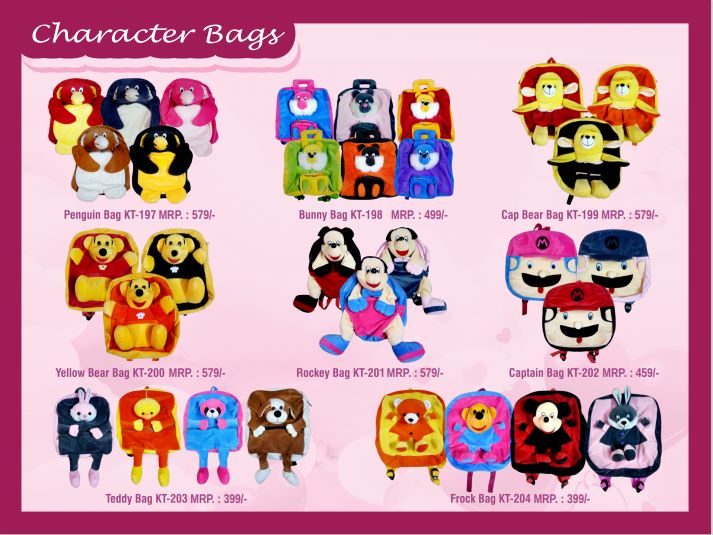 Character Bags
Penguin Bag KT-197 MRP. : 579/-
Bunny Bag KT-198 MRP. : 499/-
Cap Bear Bag KT-199 MRP. : 579/-
Yellow Bear Bag KT-200 MRP. : 579/-
Rockey Bag KT-201 MRP. : 579/-
Captain Bag KT-202 MRP. : 459/-
Teddy Bag KT-203 MRP. : 399/-
Frock Bag KT-204 MRP. : 399/-